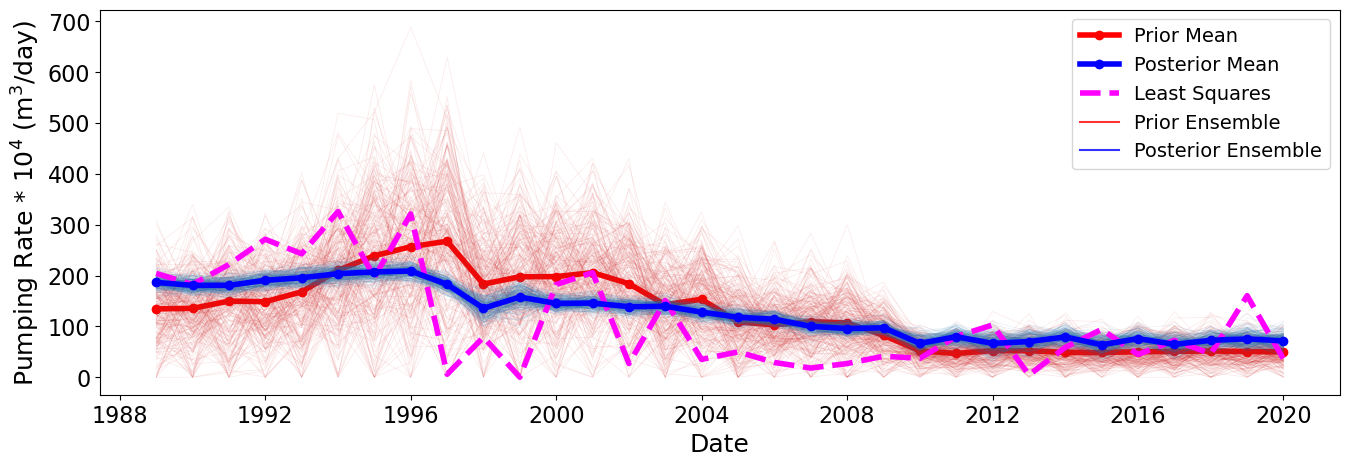 Pumping Rate * 10⁴ (m³/day)
700
600
500
400
300
200
100
0
Prior Mean
Posterior Mean
Least Squares
Prior Ensemble
Posterior Ensemble
1988 1992 1996 2000 2004 2008 2012 2016 2020
Date